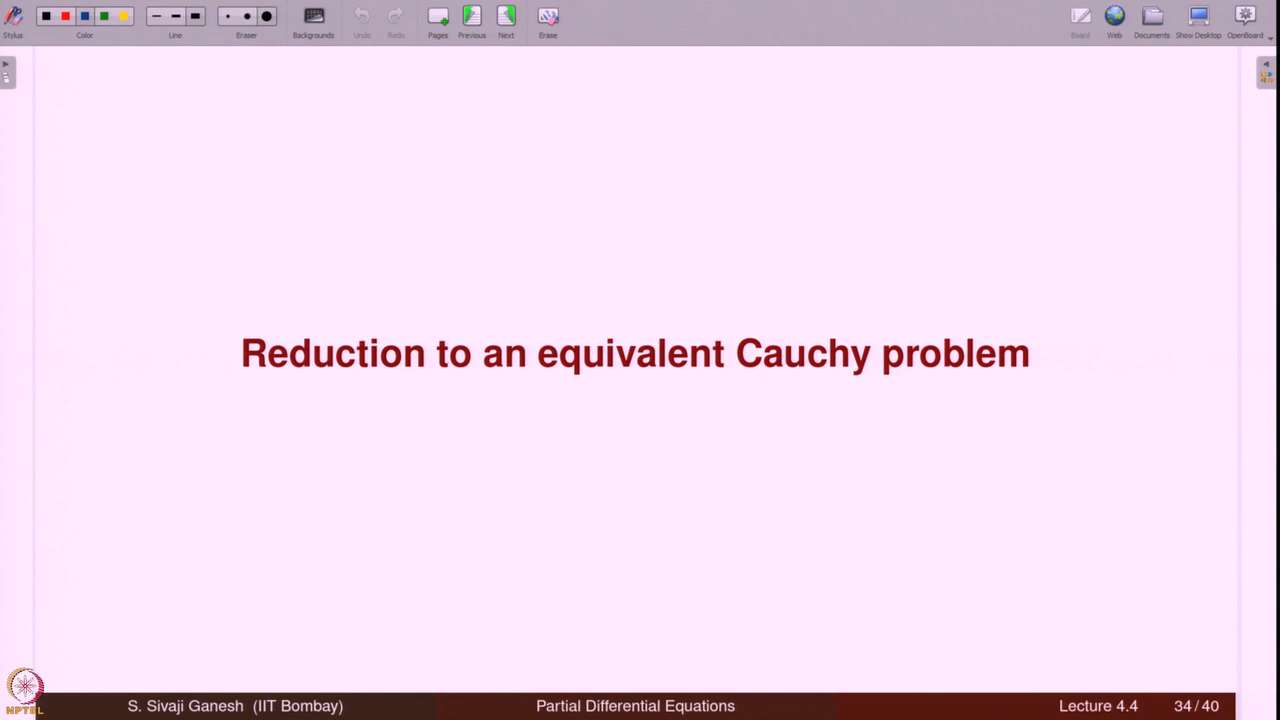 Stylus Color Line Eraser Backgrounds Undo Redo Pages Previous Next Erase Board Web Documents Show Desktop OpenBoard
Reduction to an equivalent Cauchy problem
NPTEL
S. Sivaji Ganesh (IIT Bombay) Partial Differential Equations Lecture 4.4 34/40